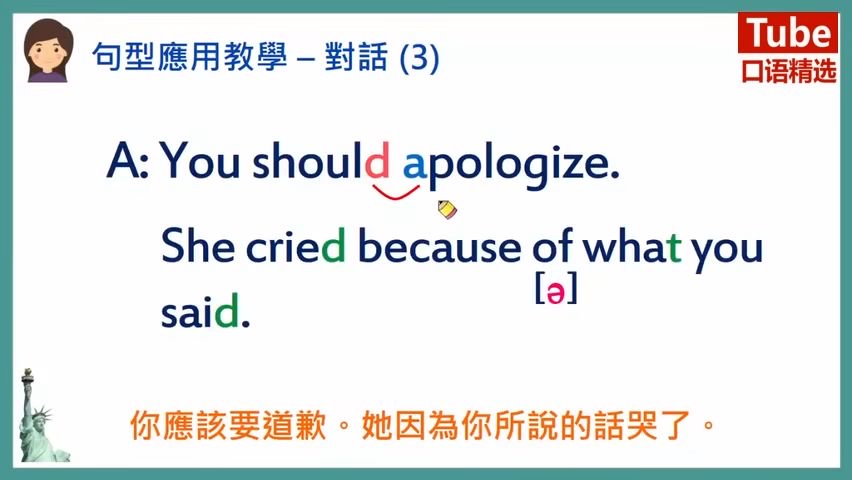 句型應用教學 – 對話 (3)
Tube
口语精选
A: You should apologize.
She cried because of what you
[ə]
said.
你應該要道歉。她因為你所說的話哭了。